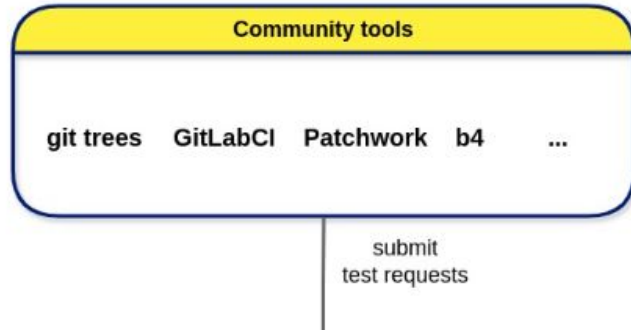 Community tools
git trees GitLabCI Patchwork b4 ...
submit
test requests